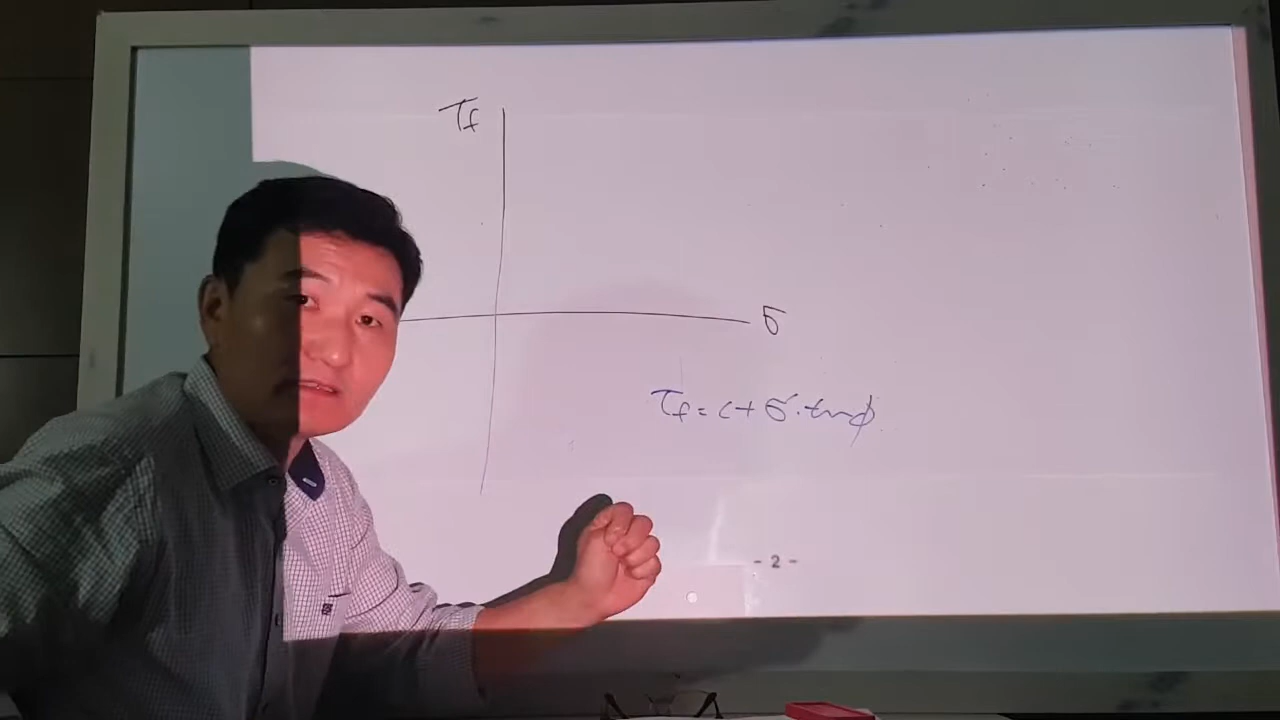 τf
σ
τf = c + σ · tanφ
- 2 -